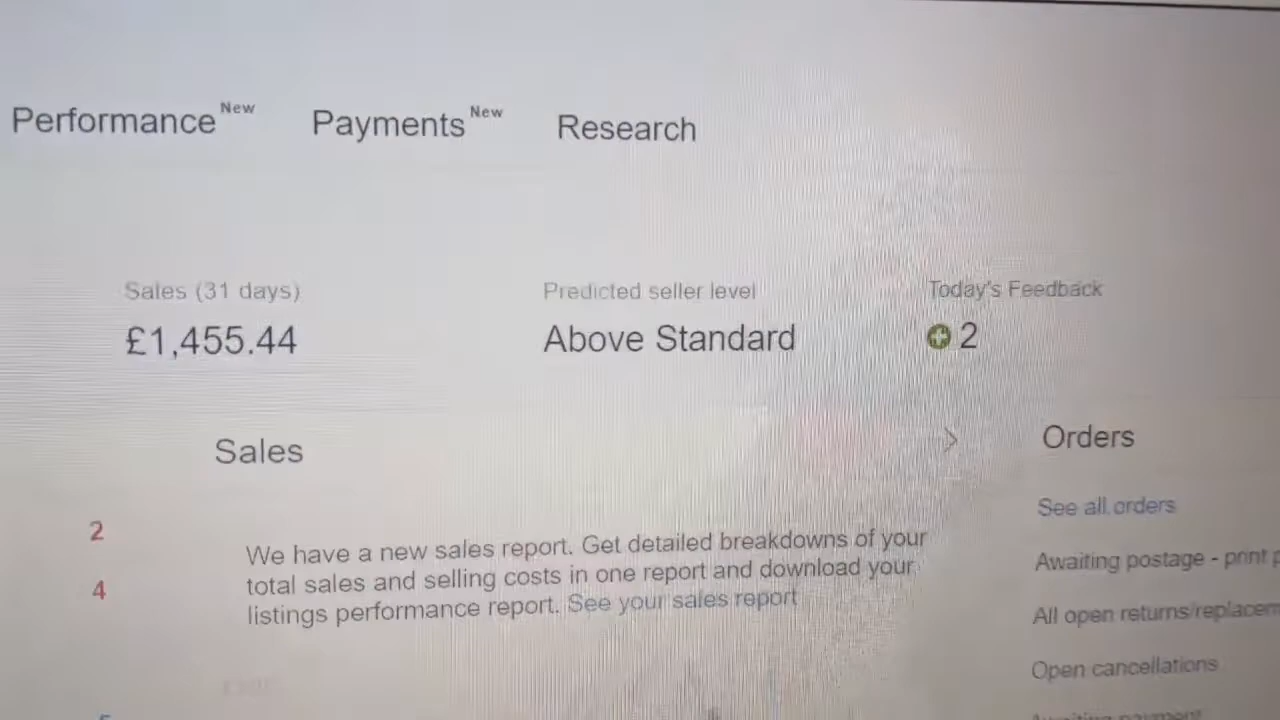 Performance New Payments New Research
Sales (31 days) Predicted seller level Today's Feedback
£1,455.44 Above Standard 2
Sales Orders
See all orders
2
We have a new sales report. Get detailed breakdowns of your
total sales and selling costs in one report and download your
listings performance report. See your sales report
4
Awaiting postage - print
All open returns/replacem
Open cancellations
Awaiting payment